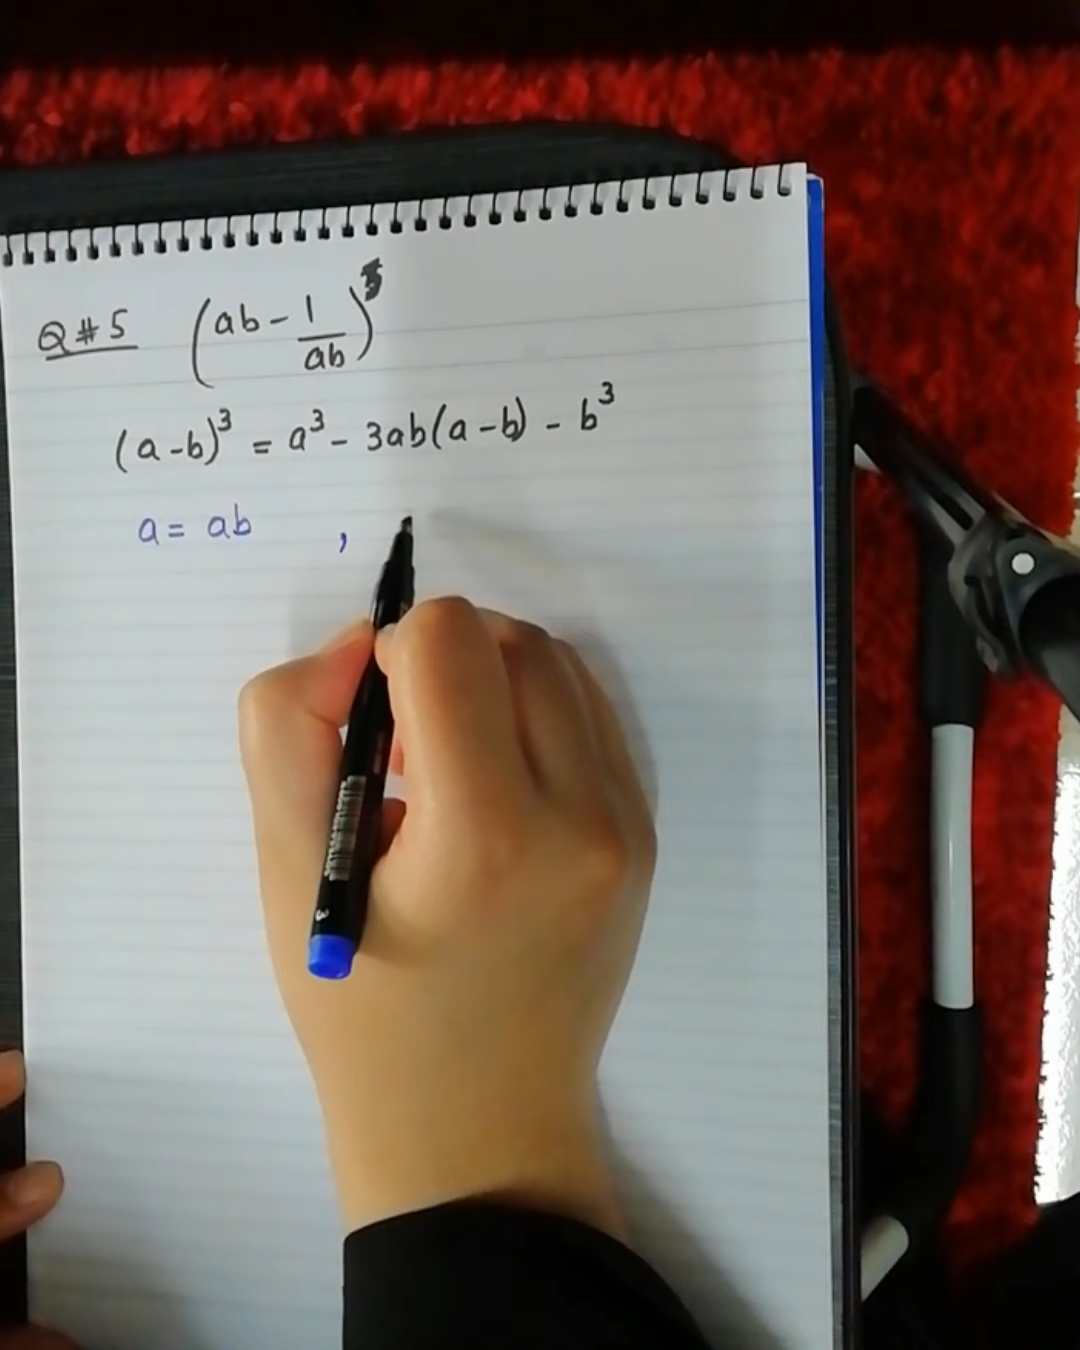 Q # 5 (ab - 1/ab)³
(a - b)³ = a³ - 3ab(a - b) - b³
a = ab ,